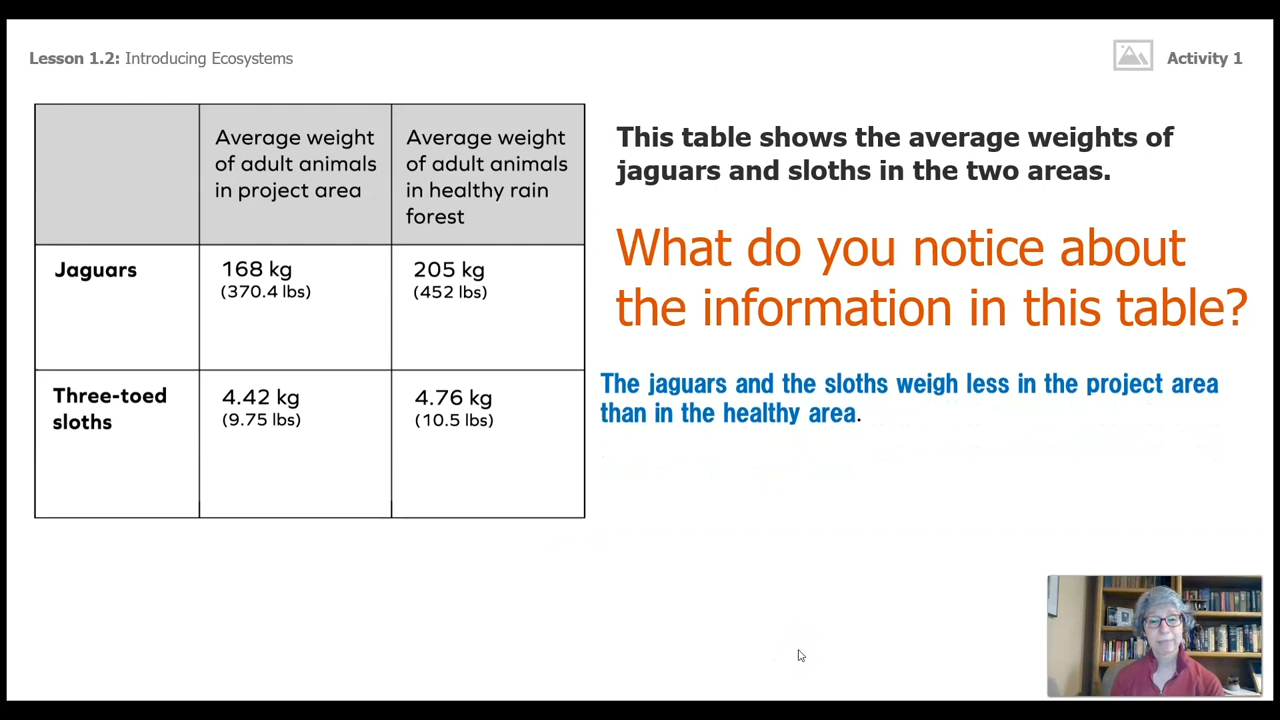 Lesson 1.2: Introducing Ecosystems
Activity 1
Average weight
of adult animals
in project area
Average weight
of adult animals
in healthy rain
forest
Jaguars
168 kg
(370.4 lbs)
205 kg
(452 lbs)
Three-toed
sloths
4.42 kg
(9.75 lbs)
4.76 kg
(10.5 lbs)
This table shows the average weights of
jaguars and sloths in the two areas.
What do you notice about
the information in this table?
The jaguars and the sloths weigh less in the project area
than in the healthy area.